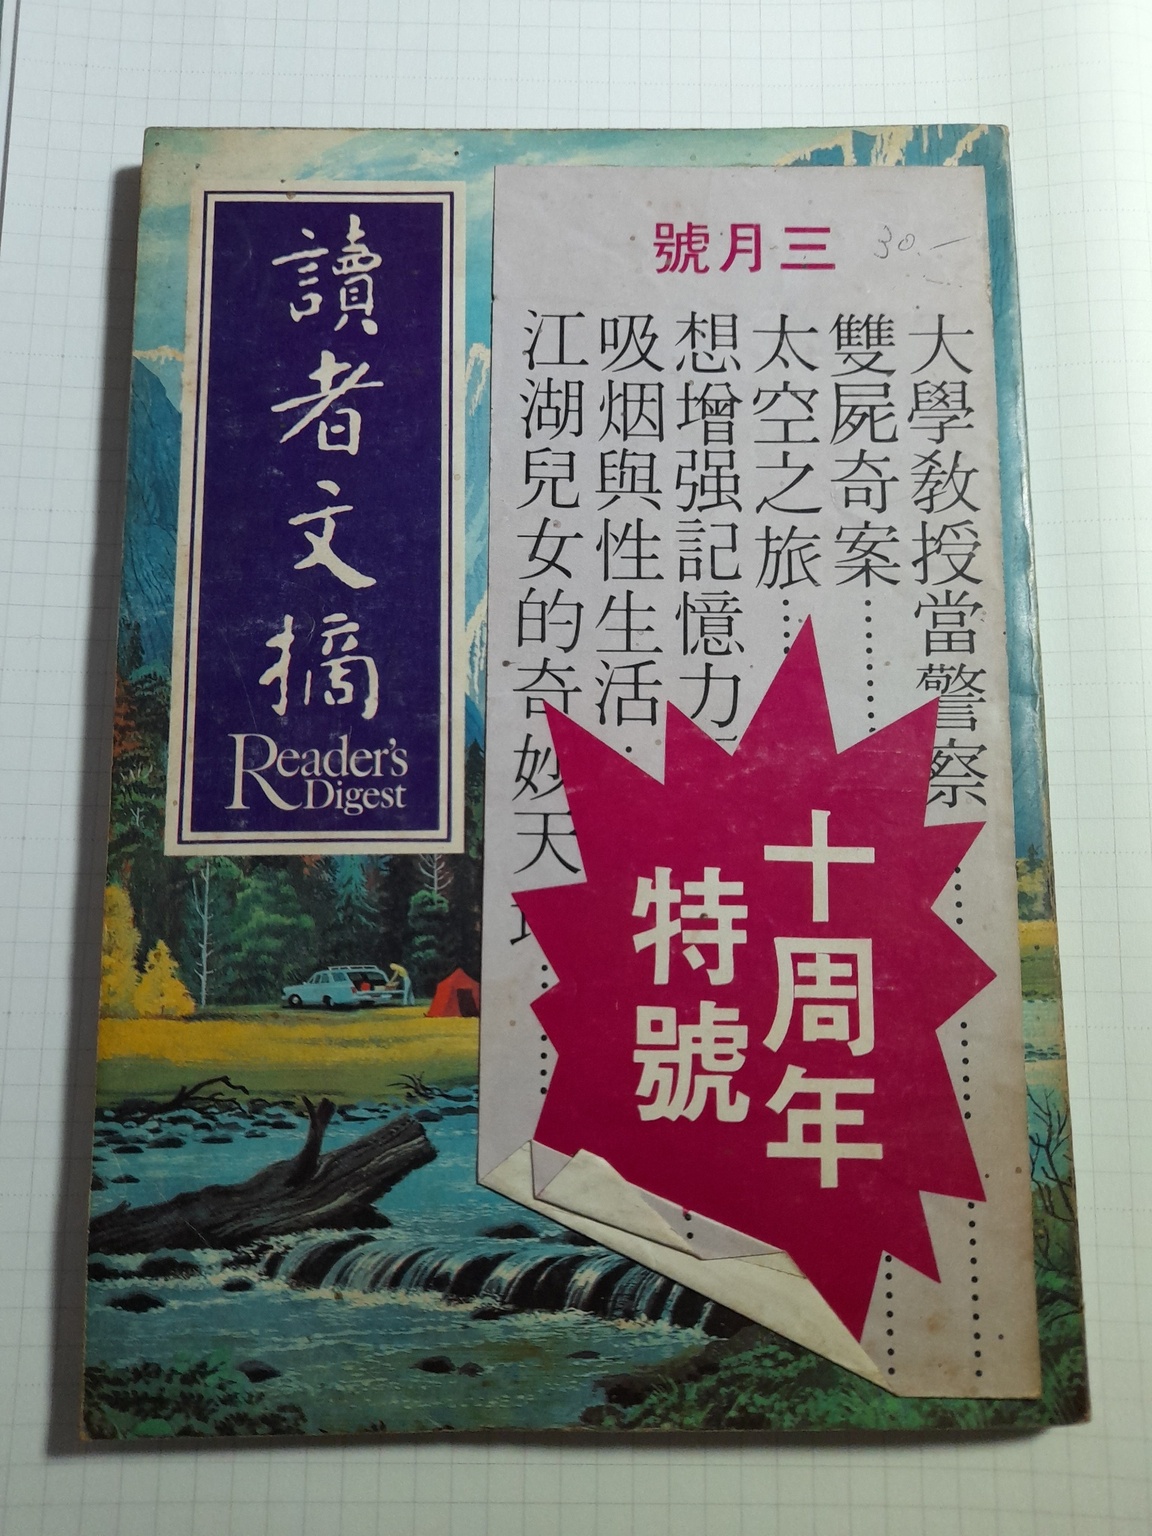 讀者文摘
Reader's
Digest
三月號
30.—
大學教授當警察
雙屍奇案
太空之旅
想增强記憶力
吸烟與性生活
江湖兒女的奇妙天
十周年
特號